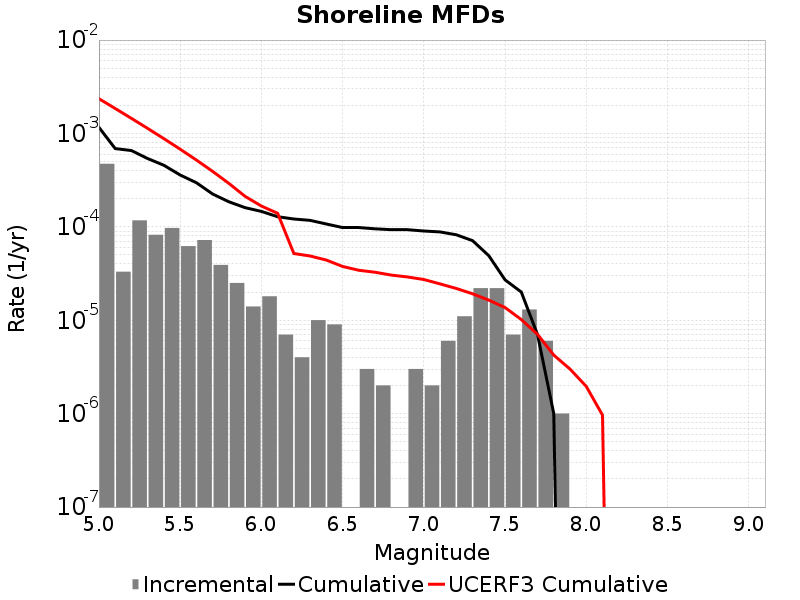 Shoreline MFDs
10^-2
10^-3
10^-4
10^-5
10^-6
10^-7
Rate (1/yr)
5.0 5.5 6.0 6.5 7.0 7.5 8.0 8.5 9.0
Magnitude
Incremental Cumulative UCERF3 Cumulative